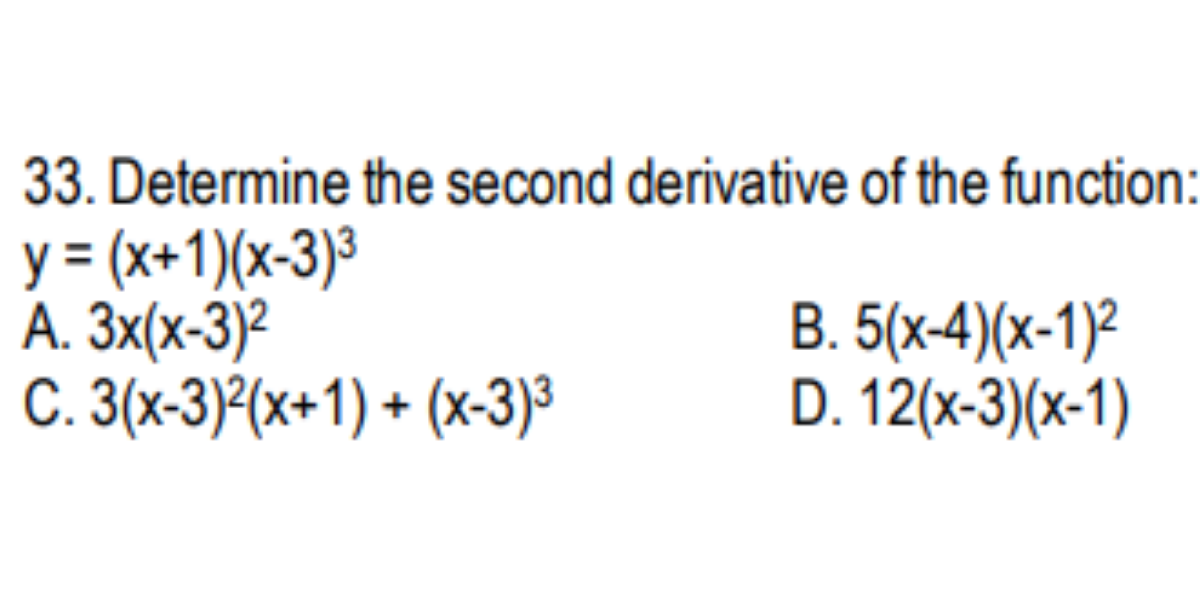 33. Determine the second derivative of the function:
y = (x+1)(x-3)³
A. 3x(x-3)² B. 5(x-4)(x-1)²
C. 3(x-3)²(x+1) + (x-3)³ D. 12(x-3)(x-1)